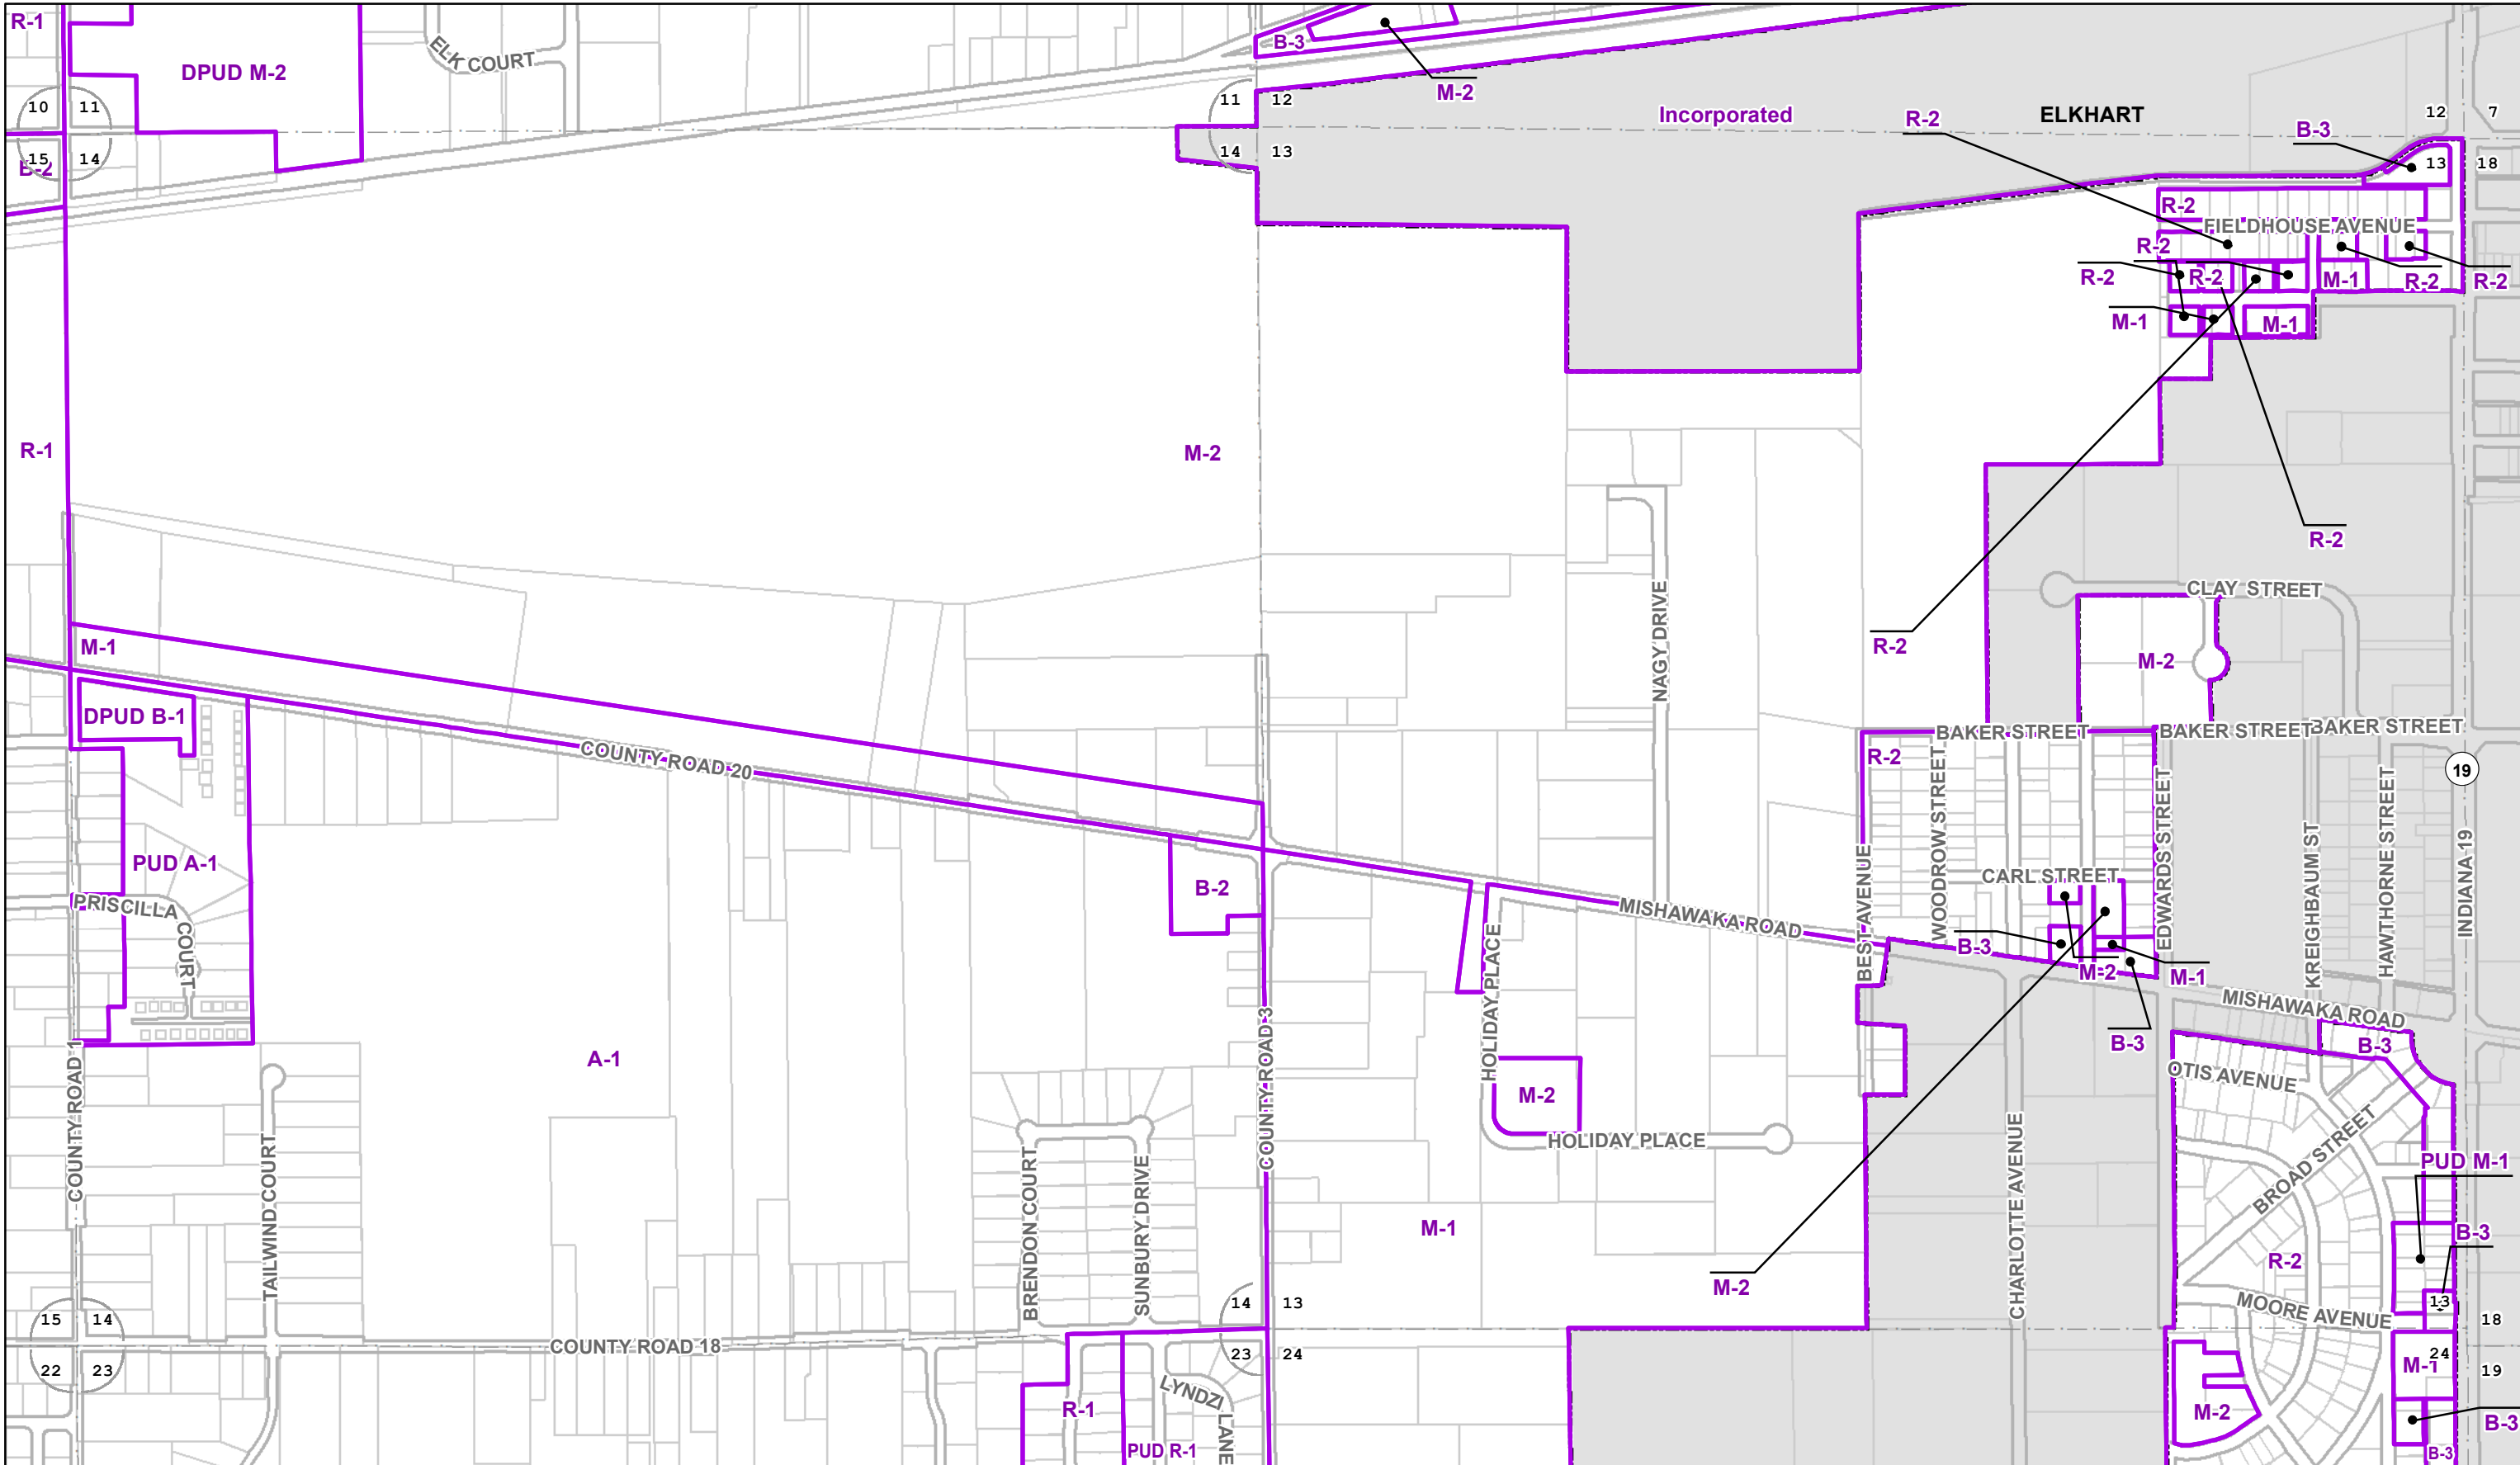 R-1
DPUD M-2
ELK COURT
B-3
M-2
10
11
15
14
B-2
11
12
14
13
Incorporated
R-2
ELKHART
B-3
12
7
13
18
R-2
FIELDHOUSE AVENUE
R-2
R-2
R-2
M-1
R-2
R-2
M-1
M-1
R-1
M-2
R-2
CLAY STREET
NAGY DRIVE
R-2
M-1
M-2
DPUD B-1
COUNTY ROAD 20
BAKER STREET
BAKER STREET
BAKER STREET
R-2
WOODROW STREET
19
EDWARDS STREET
KREIGHBAUM ST
HAWTHORNE STREET
INDIANA 19
PUD A-1
B-2
CARL STREET
PRISCILLA
COURT
MISHAWAKA ROAD
BEST AVENUE
HOLIDAY PLACE
B-3
M-2
M-1
MISHAWAKA ROAD
B-3
B-3
COUNTY ROAD 1
A-1
COUNTY ROAD 3
M-2
OTIS AVENUE
HOLIDAY PLACE
BROAD STREET
PUD M-1
TAILWIND COURT
BRENDON COURT
SUNBURY DRIVE
CHARLOTTE AVENUE
M-1
B-3
R-2
M-2
14
13
13
MOORE AVENUE
15
14
18
COUNTY ROAD 18
22
23
23
24
24
M-1
19
LYNDZI
LANE
R-1
M-2
B-3
PUD R-1
B-3